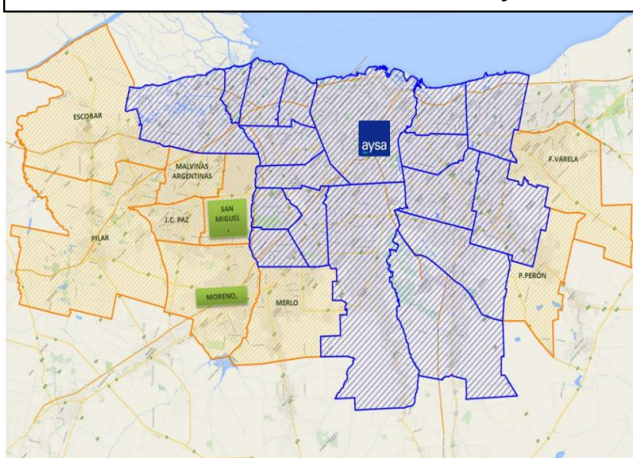 ESCOBAR
MALVINAS
ARGENTINAS
F.VARELA
SAN
MIGUEL
J.C. PAZ
PILAR
aysa
MORENO,
MERLO
P.PERÓN